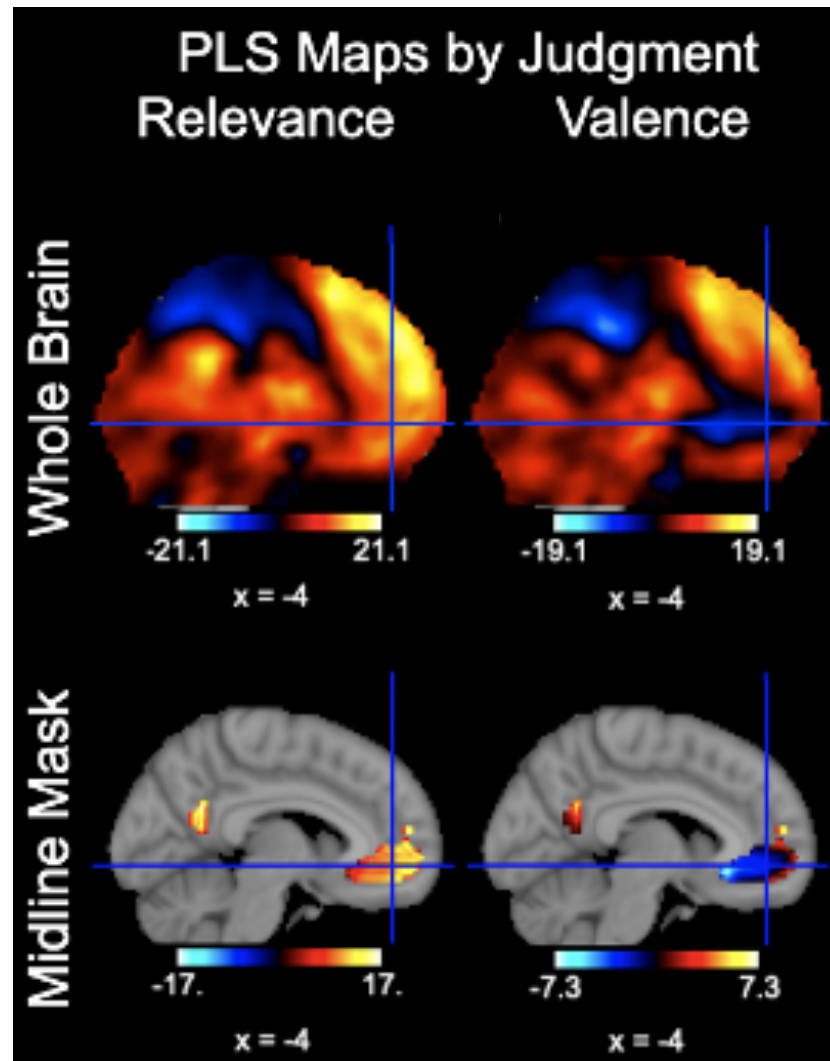 PLS Maps by Judgment
Relevance Valence
Whole Brain
-21.1 21.1 -19.1 19.1
x = -4 x = -4
Midline Mask
-17. 17. -7.3 7.3
x = -4 x = -4